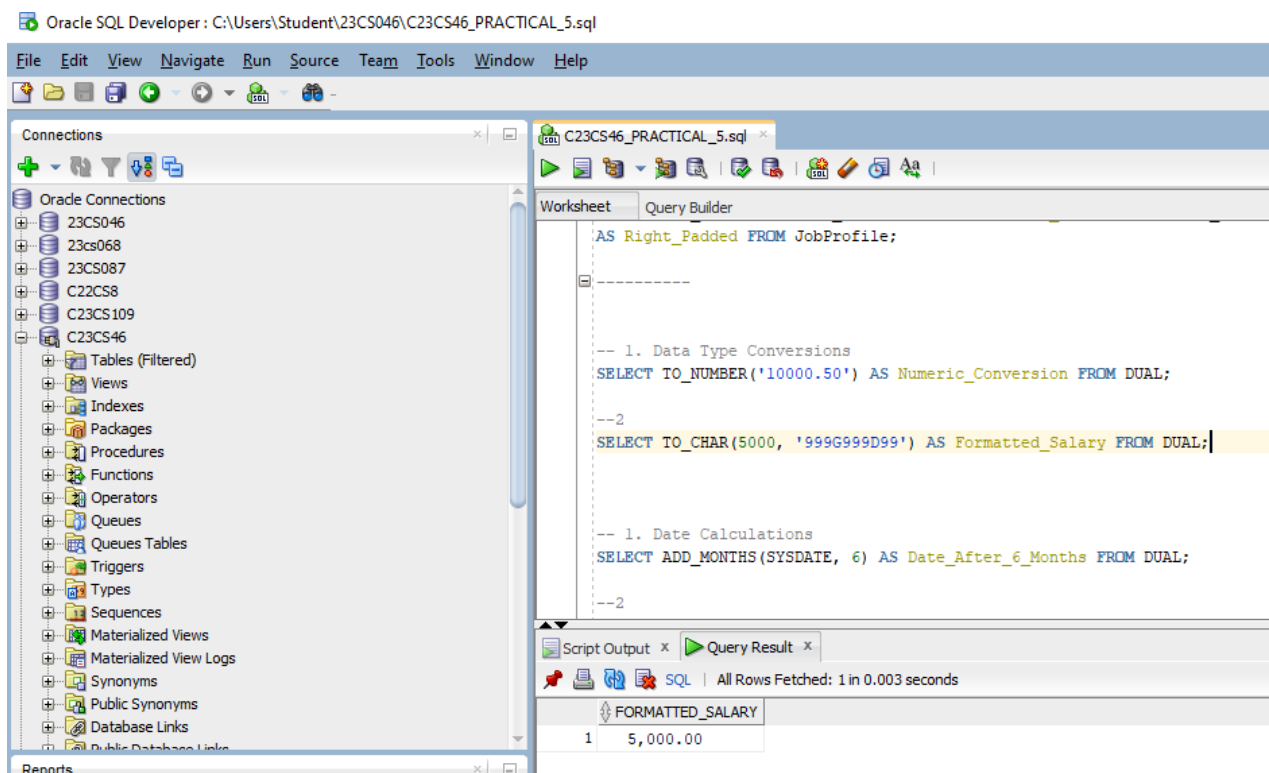 Oracle SQL Developer : C:\Users\Student\23CS046\C23CS46_PRACTICAL_5.sql
File Edit View Navigate Run Source Team Tools Window Help
Connections
Oracle Connections
23CS046
23cs068
23CS087
C22CS8
C23CS109
C23CS46
Tables (Filtered)
Views
Indexes
Packages
Procedures
Functions
Operators
Queues
Queues Tables
Triggers
Types
Sequences
Materialized Views
Materialized View Logs
Synonyms
Public Synonyms
Database Links
Public Database Links
Reports
C23CS46_PRACTICAL_5.sql
Worksheet Query Builder
AS Right_Padded FROM JobProfile;
----------
-- 1. Data Type Conversions
SELECT TO_NUMBER('10000.50') AS Numeric_Conversion FROM DUAL;
--2
SELECT TO_CHAR(5000, '999G999D99') AS Formatted_Salary FROM DUAL;
-- 1. Date Calculations
SELECT ADD_MONTHS(SYSDATE, 6) AS Date_After_6_Months FROM DUAL;
--2
Script Output x Query Result x
SQL | All Rows Fetched: 1 in 0.003 seconds
FORMATTED_SALARY
1 5,000.00